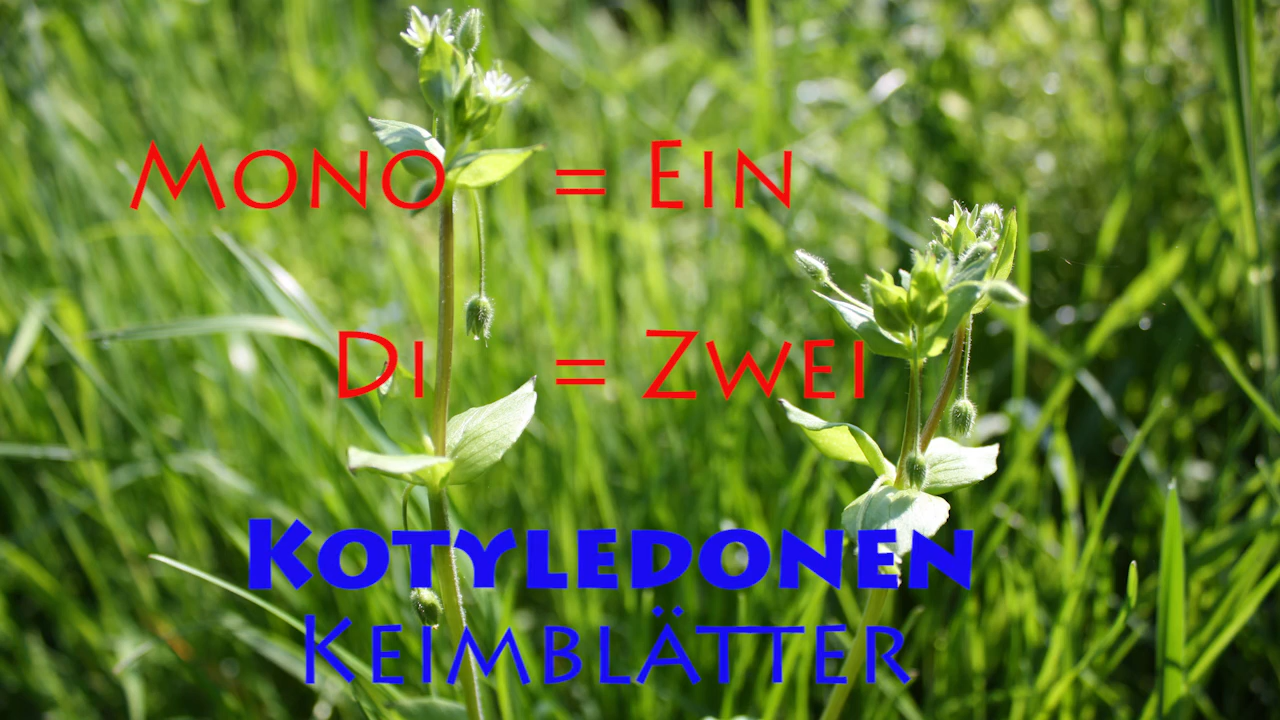 Mono = Ein
Di = Zwei
Kotyledonen
Keimblätter